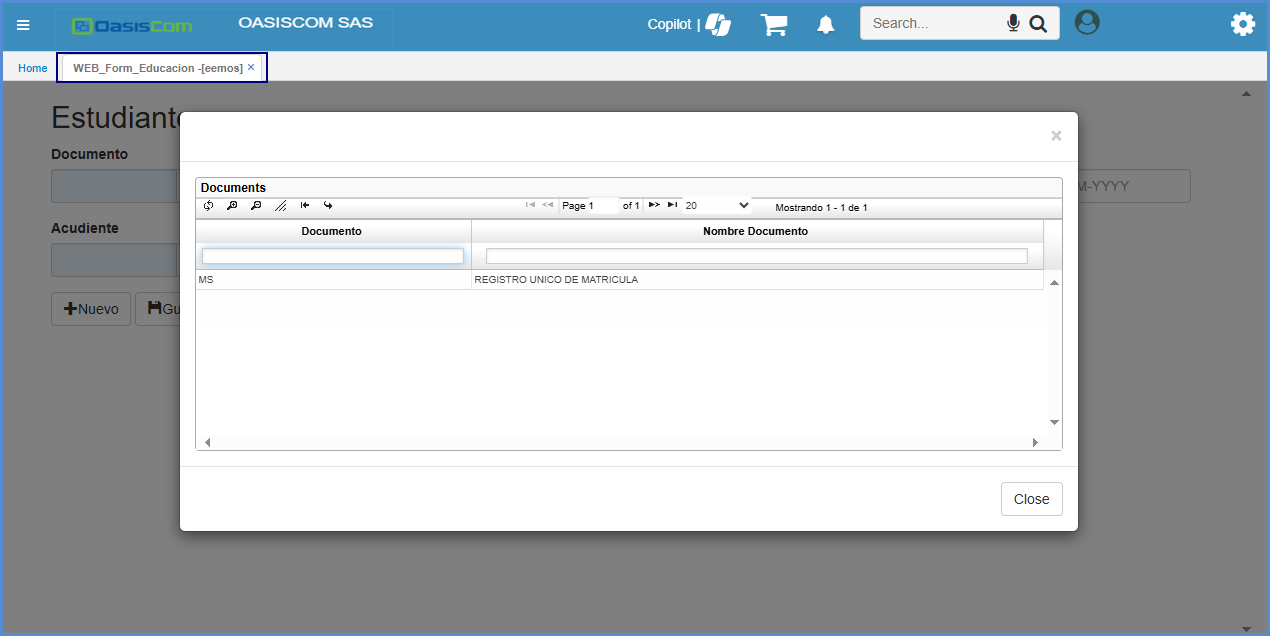 OasisCom
OASISCOM SAS
Copilot |
Search...
Home
WEB_Form_Educacion -[eemos] ×
Estudiante
Documento
M-YYYY
Acudiente
Nuevo
Gu
×
Documents
Page 1 of 1
20
Mostrando 1 - 1 de 1
Documento
Nombre Documento
MS
REGISTRO UNICO DE MATRICULA
Close